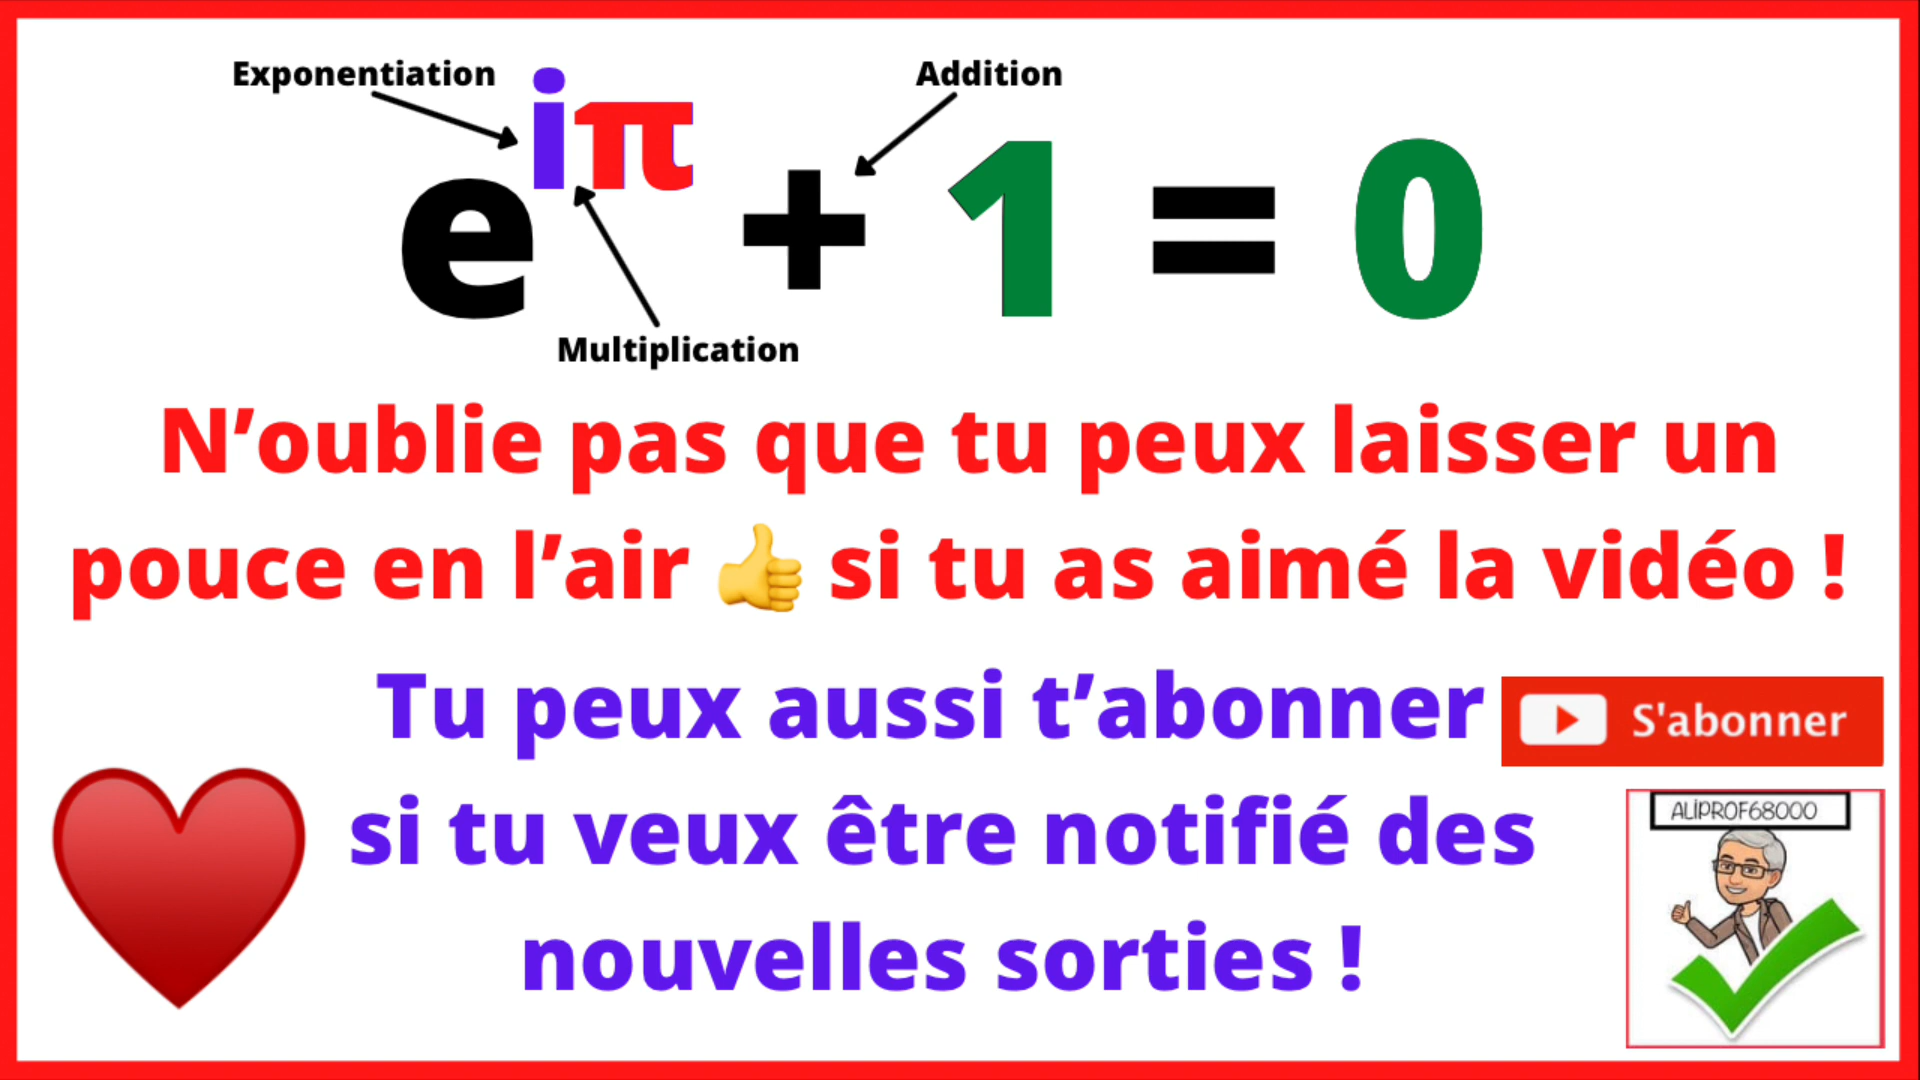 Exponentiation
Addition
e^{iπ} + 1 = 0
Multiplication
N’oublie pas que tu peux laisser un
pouce en l’air 👍 si tu as aimé la vidéo !
Tu peux aussi t’abonner
S'abonner
si tu veux être notifié des
nouvelles sorties !
ALIPROF68000